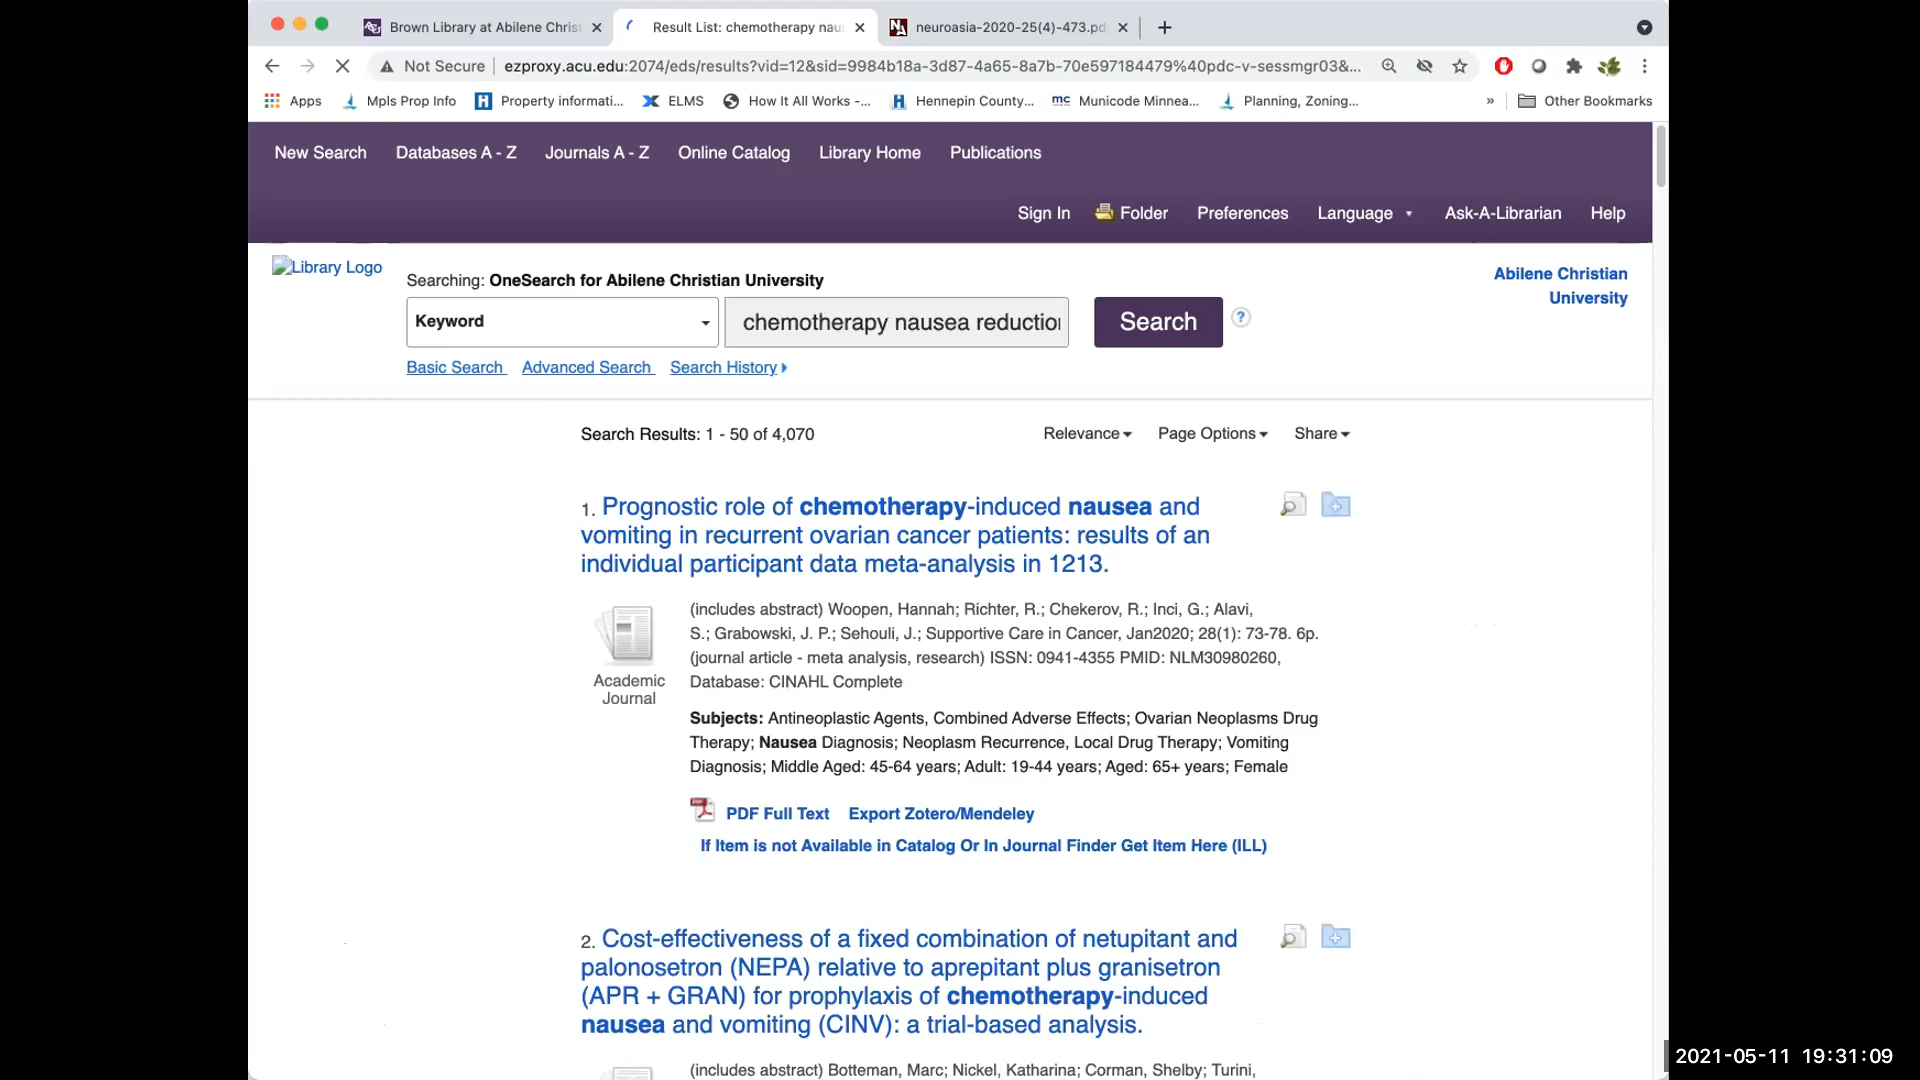 Brown Library at Abilene Christ
Result List: chemotherapy nau
neuroasia-2020-25(4)-473.pd
Not Secure
ezproxy.acu.edu:2074/eds/results?vid=12&sid=9984b18a-3d87-4a65-8a7b-70e597184479%40pdc-v-sessmgr03&...
Apps
Mpls Prop Info
Property informati...
ELMS
How It All Works -...
Hennepin County...
Municode Minnea...
Planning, Zoning...
»
Other Bookmarks
New Search
Databases A - Z
Journals A - Z
Online Catalog
Library Home
Publications
Sign In
Folder
Preferences
Language
Ask-A-Librarian
Help
Library Logo
Searching: OneSearch for Abilene Christian University
Abilene Christian
University
Keyword
chemotherapy nausea reduction
Search
?
Basic Search
Advanced Search
Search History
Search Results: 1 - 50 of 4,070
Relevance
Page Options
Share
1. Prognostic role of chemotherapy-induced nausea and
vomiting in recurrent ovarian cancer patients: results of an
individual participant data meta-analysis in 1213.
(includes abstract) Woopen, Hannah; Richter, R.; Chekerov, R.; Inci, G.; Alavi,
S.; Grabowski, J. P.; Sehouli, J.; Supportive Care in Cancer, Jan2020; 28(1): 73-78. 6p.
(journal article - meta analysis, research) ISSN: 0941-4355 PMID: NLM30980260,
Database: CINAHL Complete
Academic
Journal
Subjects: Antineoplastic Agents, Combined Adverse Effects; Ovarian Neoplasms Drug
Therapy; Nausea Diagnosis; Neoplasm Recurrence, Local Drug Therapy; Vomiting
Diagnosis; Middle Aged: 45-64 years; Adult: 19-44 years; Aged: 65+ years; Female
PDF Full Text
Export Zotero/Mendeley
If Item is not Available in Catalog Or In Journal Finder Get Item Here (ILL)
2. Cost-effectiveness of a fixed combination of netupitant and
palonosetron (NEPA) relative to aprepitant plus granisetron
(APR + GRAN) for prophylaxis of chemotherapy-induced
nausea and vomiting (CINV): a trial-based analysis.
(includes abstract) Botteman, Marc; Nickel, Katharina; Corman, Shelby; Turini,
2021-05-11 19:31:09